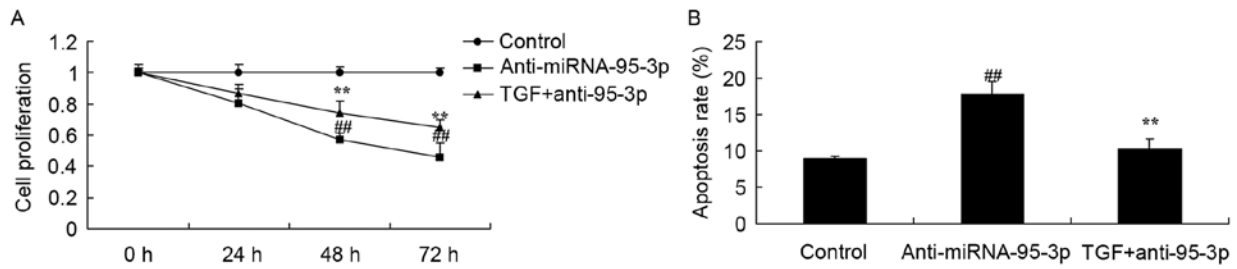 A
Cell proliferation
1.2
1
0.8
0.6
0.4
0.2
0
0 h
24 h
48 h
72 h
**
##
**
##
Control
Anti-miRNA-95-3p
TGF+anti-95-3p
B
Apoptosis rate (%)
25
20
15
10
5
0
##
**
Control
Anti-miRNA-95-3p
TGF+anti-95-3p